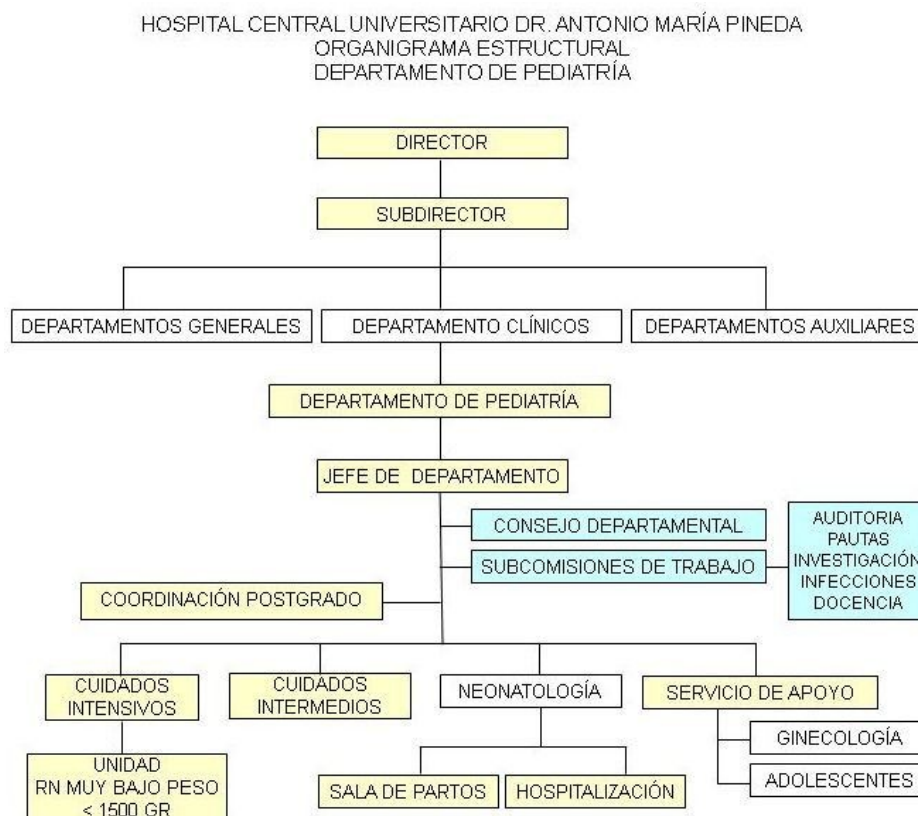 HOSPITAL CENTRAL UNIVERSITARIO DR. ANTONIO MARÍA PINEDA
ORGANIGRAMA ESTRUCTURAL
DEPARTAMENTO DE PEDIATRÍA
DIRECTOR
SUBDIRECTOR
DEPARTAMENTOS GENERALES
DEPARTAMENTO CLÍNICOS
DEPARTAMENTOS AUXILIARES
DEPARTAMENTO DE PEDIATRÍA
JEFE DE DEPARTAMENTO
CONSEJO DEPARTAMENTAL
SUBCOMISIONES DE TRABAJO
AUDITORIA
PAUTAS
INVESTIGACIÓN
INFECCIONES
DOCENCIA
COORDINACIÓN POSTGRADO
CUIDADOS
INTENSIVOS
CUIDADOS
INTERMEDIOS
NEONATOLOGÍA
SERVICIO DE APOYO
UNIDAD
RN MUY BAJO PESO
< 1500 GR
SALA DE PARTOS
HOSPITALIZACIÓN
GINECOLOGÍA
ADOLESCENTES